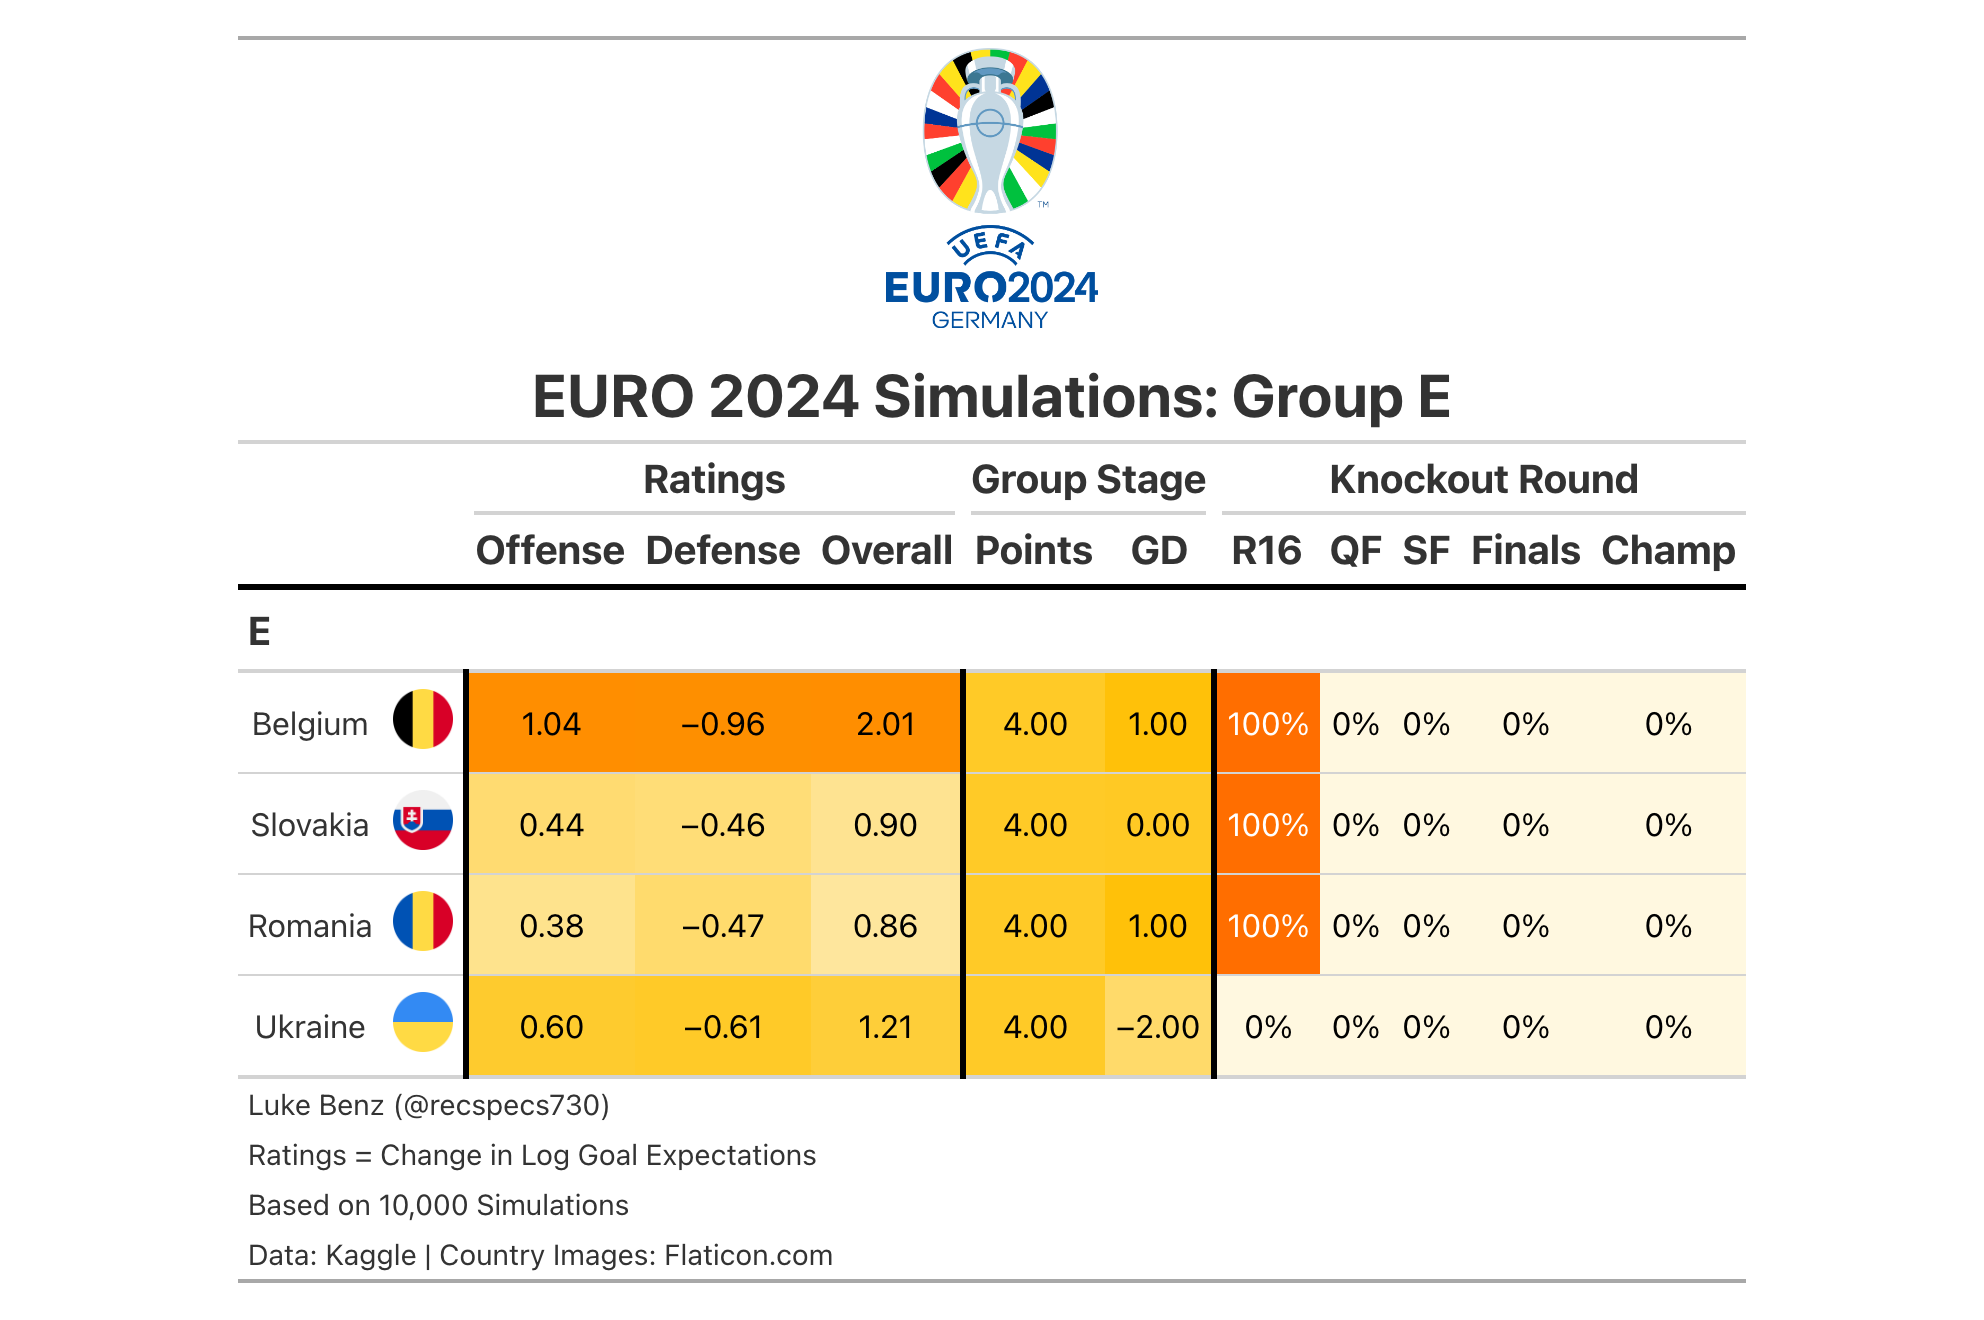 TM
UEFA
EURO2024
GERMANY
EURO 2024 Simulations: Group E
Ratings Group Stage Knockout Round
Offense Defense Overall Points GD R16 QF SF Finals Champ
E
Belgium 1.04 −0.96 2.01 4.00 1.00 100% 0% 0% 0% 0%
Slovakia 0.44 −0.46 0.90 4.00 0.00 100% 0% 0% 0% 0%
Romania 0.38 −0.47 0.86 4.00 1.00 100% 0% 0% 0% 0%
Ukraine 0.60 −0.61 1.21 4.00 −2.00 0% 0% 0% 0% 0%
Luke Benz (@recspecs730)
Ratings = Change in Log Goal Expectations
Based on 10,000 Simulations
Data: Kaggle | Country Images: Flaticon.com